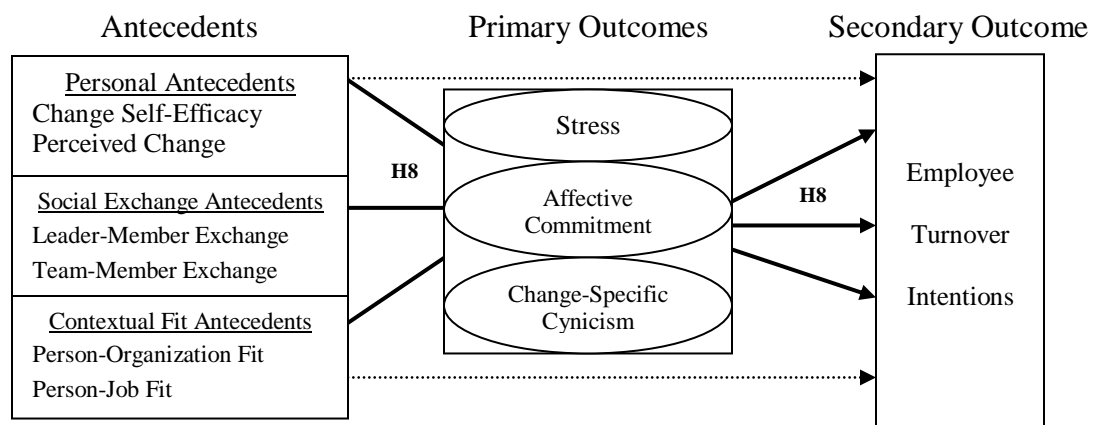 Antecedents
Primary Outcomes
Secondary Outcome
Personal Antecedents
Change Self-Efficacy
Perceived Change
Social Exchange Antecedents
Leader-Member Exchange
Team-Member Exchange
Contextual Fit Antecedents
Person-Organization Fit
Person-Job Fit
H8
Stress
Affective
Commitment
Change-Specific
Cynicism
H8
Employee
Turnover
Intentions